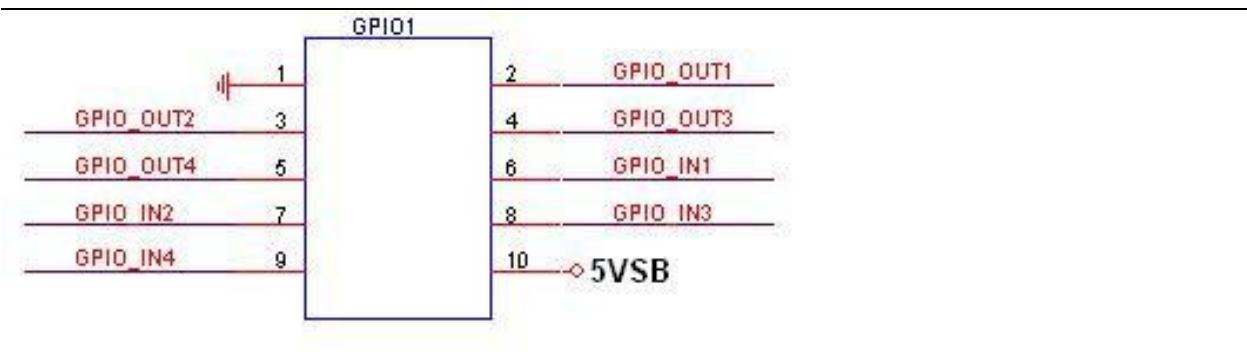 GPIO1
1 2 GPIO_OUT1
GPIO_OUT2 3 4 GPIO_OUT3
GPIO_OUT4 5 6 GPIO_IN1
GPIO_IN2 7 8 GPIO_IN3
GPIO_IN4 9 10 5VSB